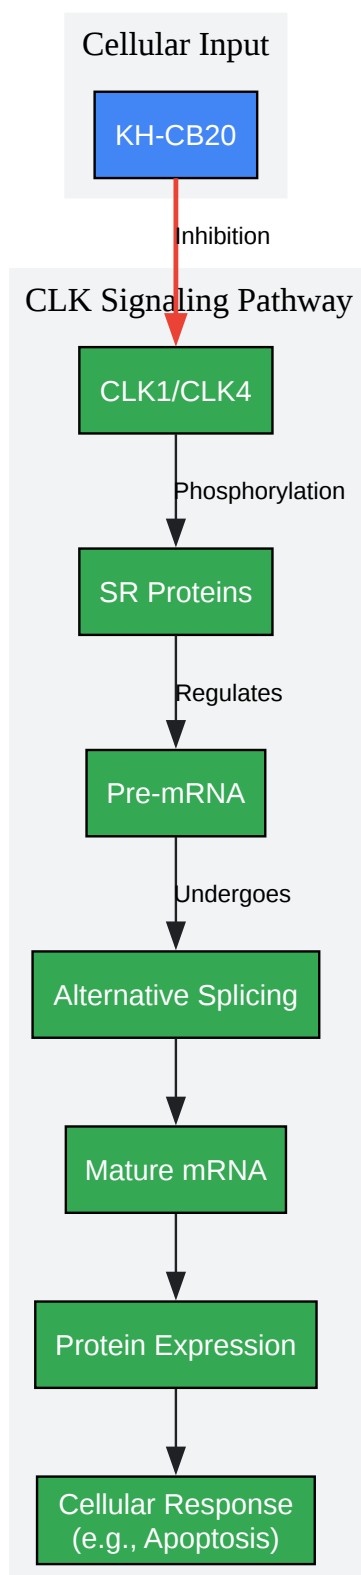 Cellular Input
KH-CB20
Inhibition
CLK Signaling Pathway
CLK1/CLK4
Phosphorylation
SR Proteins
Regulates
Pre-mRNA
Undergoes
Alternative Splicing
Mature mRNA
Protein Expression
Cellular Response
(e.g., Apoptosis)